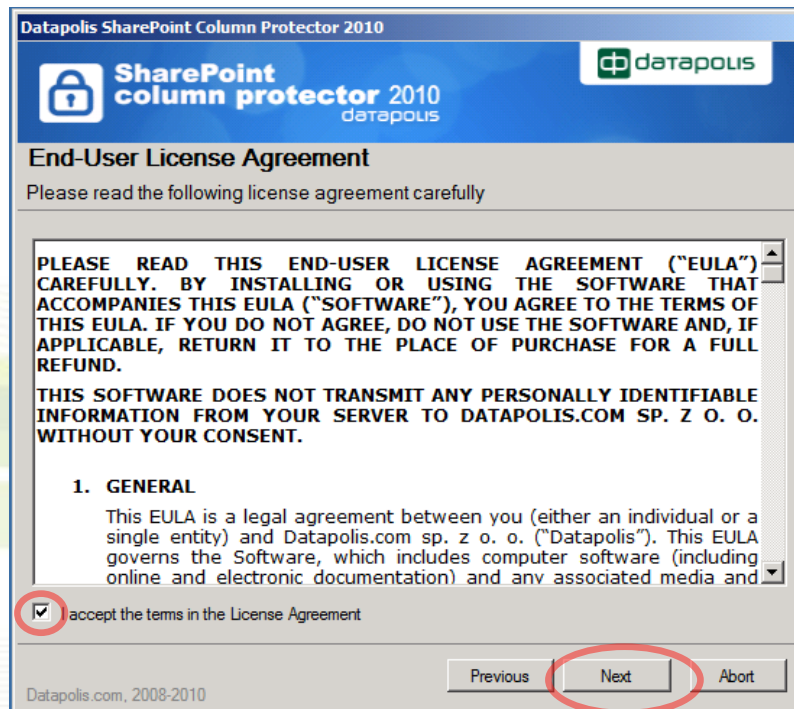 Datapolis SharePoint Column Protector 2010
datapolis
SharePoint
column protector 2010
datapolis
End-User License Agreement
Please read the following license agreement carefully
PLEASE READ THIS END-USER LICENSE AGREEMENT (“EULA”)
CAREFULLY. BY INSTALLING OR USING THE SOFTWARE THAT
ACCOMPANIES THIS EULA (“SOFTWARE”), YOU AGREE TO THE TERMS OF
THIS EULA. IF YOU DO NOT AGREE, DO NOT USE THE SOFTWARE AND, IF
APPLICABLE, RETURN IT TO THE PLACE OF PURCHASE FOR A FULL
REFUND.
THIS SOFTWARE DOES NOT TRANSMIT ANY PERSONALLY IDENTIFIABLE
INFORMATION FROM YOUR SERVER TO DATAPOLIS.COM SP. Z O. O.
WITHOUT YOUR CONSENT.
1. GENERAL
This EULA is a legal agreement between you (either an individual or a
single entity) and Datapolis.com sp. z o. o. (“Datapolis”). This EULA
governs the Software, which includes computer software (including
online and electronic documentation) and any associated media and
I accept the terms in the License Agreement
Previous Next Abort
Datapolis.com, 2008-2010